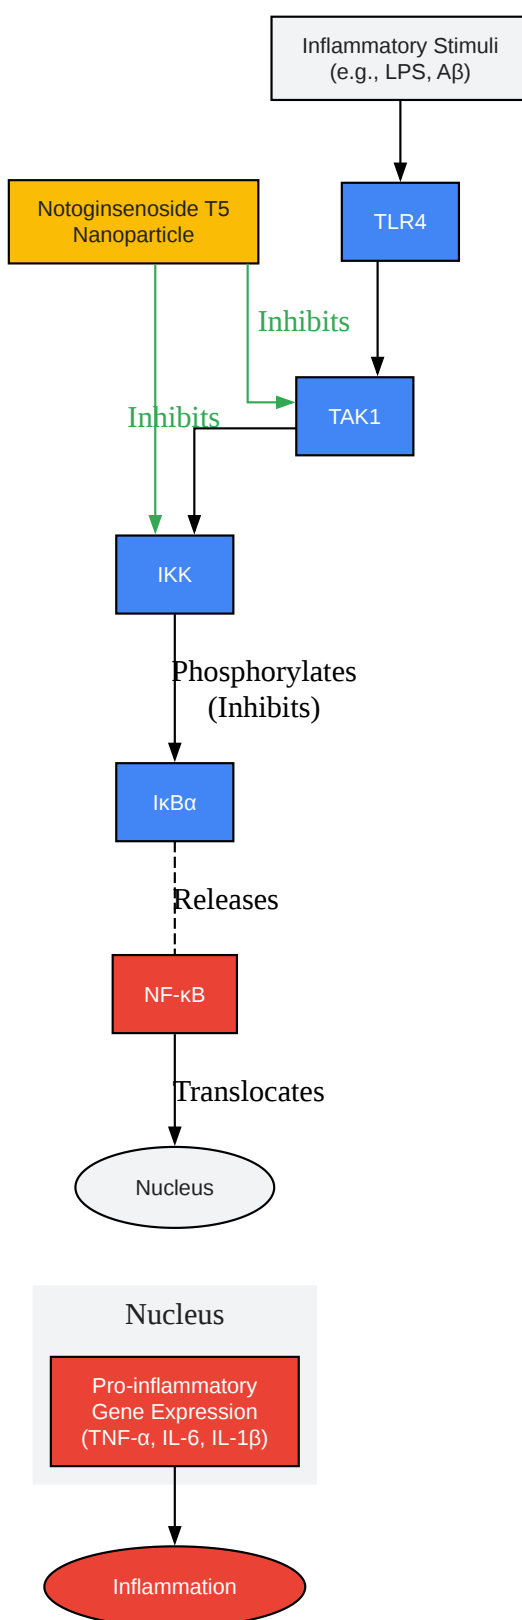 Inflammatory Stimuli
(e.g., LPS, Aβ)
Notoginsenoside T5
Nanoparticle
TLR4
Inhibits
Inhibits
TAK1
IKK
Phosphorylates
(Inhibits)
IκBα
Releases
NF-κB
Translocates
Nucleus
Nucleus
Pro-inflammatory
Gene Expression
(TNF-α, IL-6, IL-1β)
Inflammation